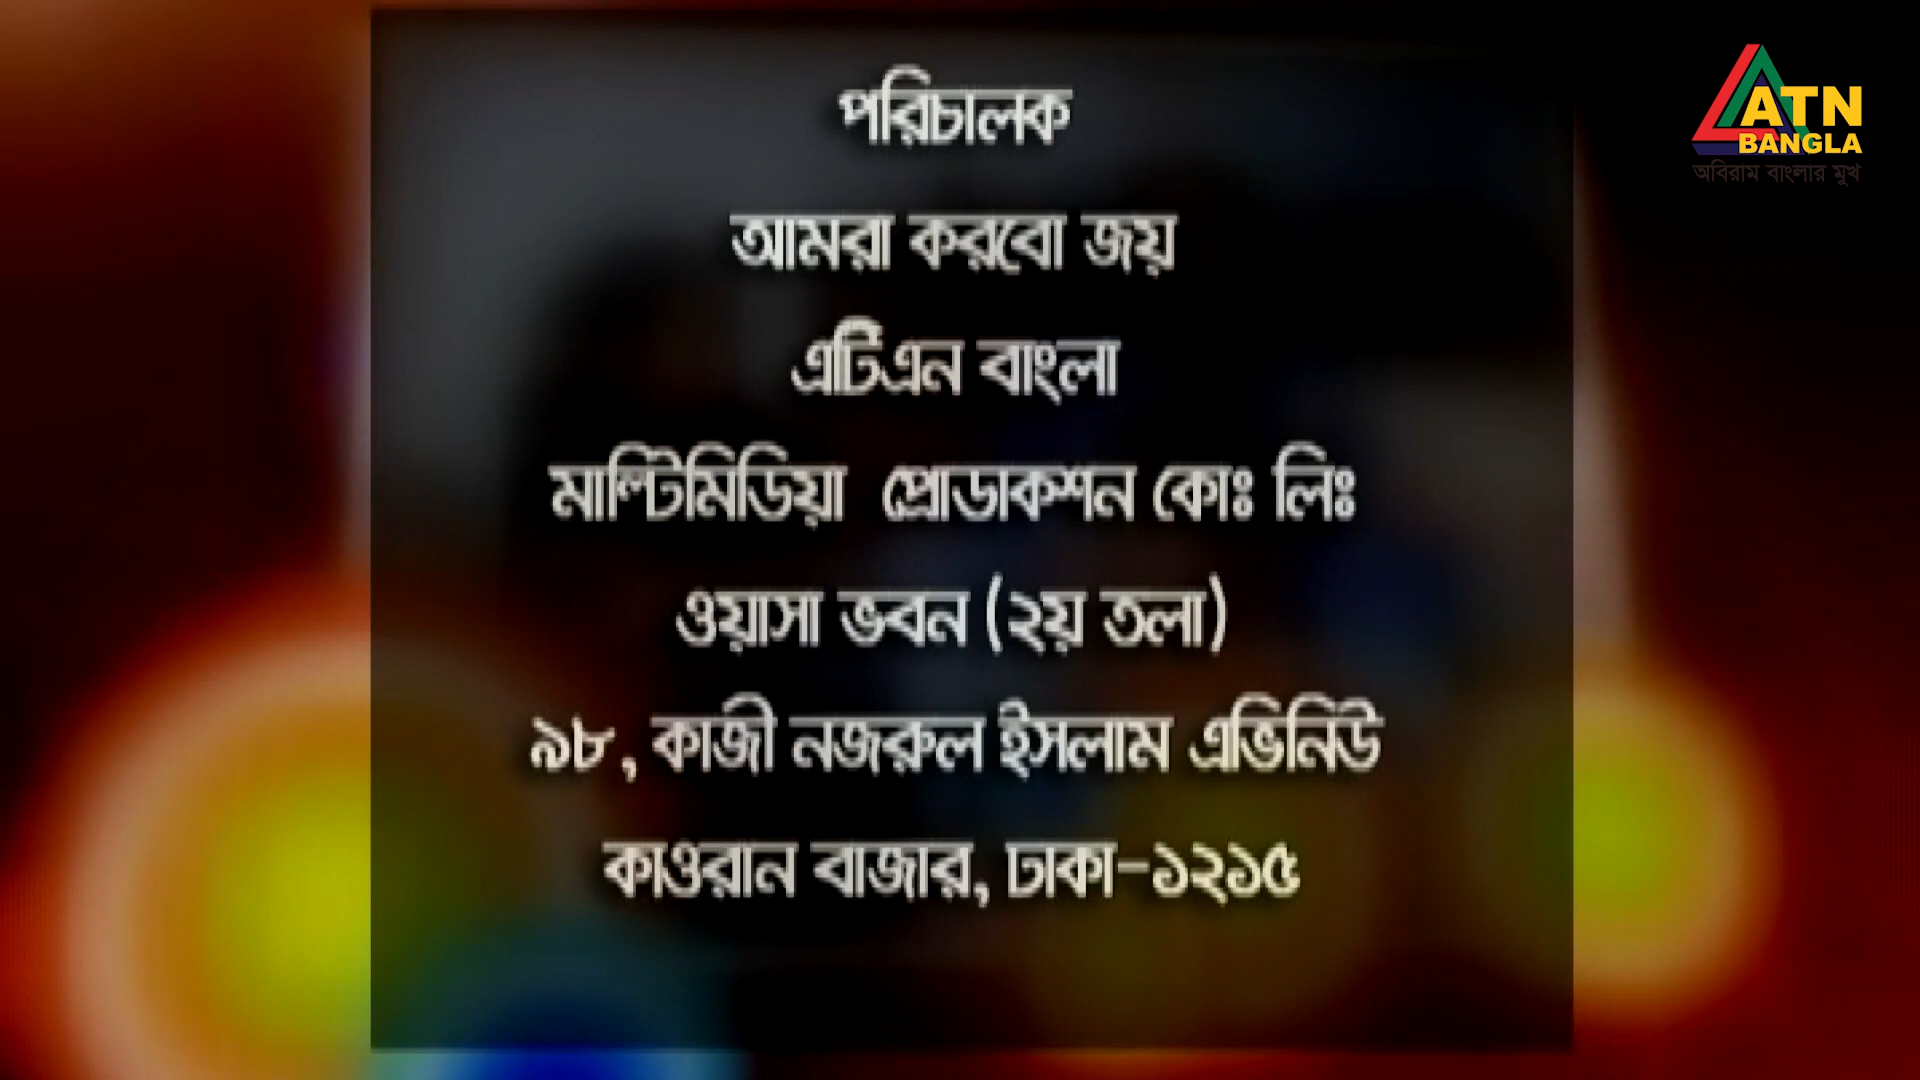 পরিচালক
আমরা করবো জয়
এটিএন বাংলা
মাল্টিমিডিয়া প্রোডাকশন কোঃ লিঃ
ওয়াসা ভবন (২য় তলা)
৯৮, কাজী নজরুল ইসলাম এভিনিউ
কাওরান বাজার, ঢাকা-১২১৫
ATN
BANGLA
অবিরাম বাংলার মুখ